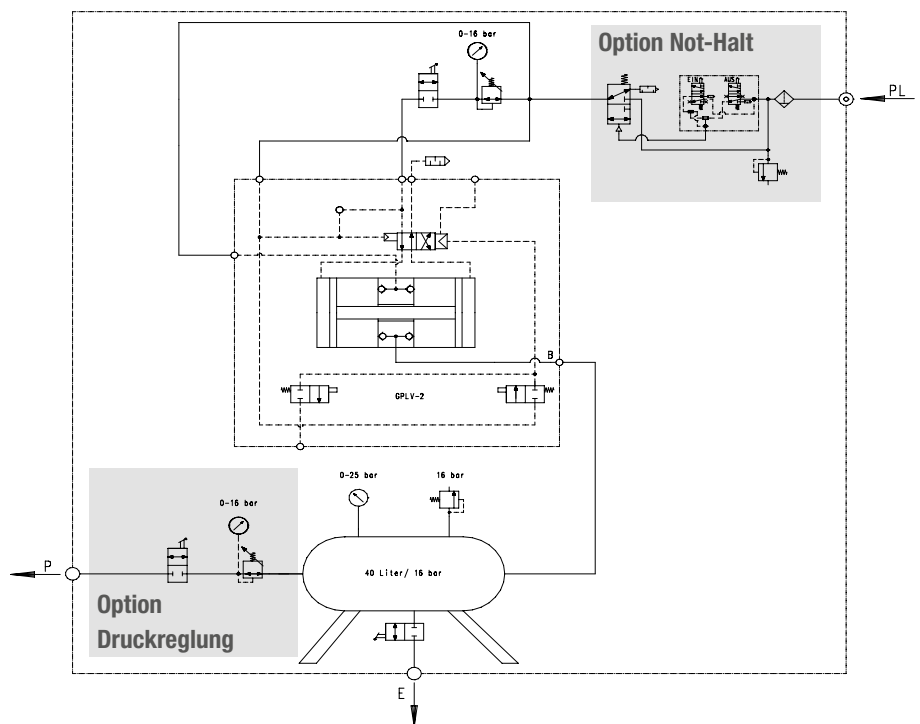 0-16 bar
Option Not-Halt
EIN
AUS
PL
B
GPLV-2
0-25 bar
16 bar
0-16 bar
P
40 Liter/ 16 bar
Option
Druckreglung
E